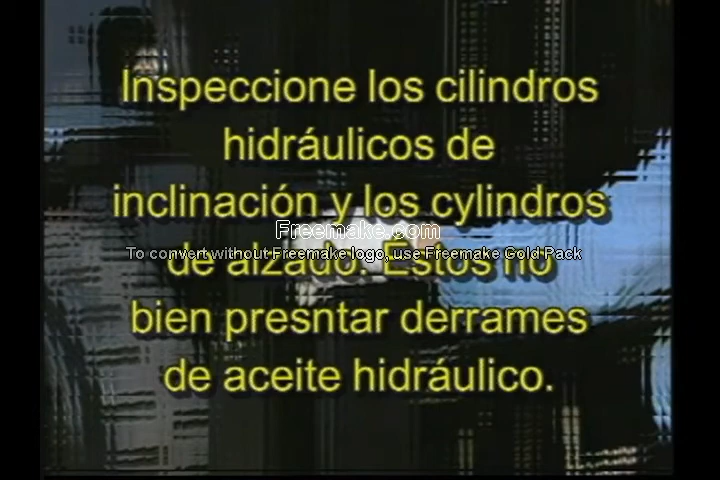 Inspeccione los cilindros
hidráulicos de
inclinación y los cylindros
Freemake.com
To convert without Freemake logo, use Freemake Gold Pack
de alzado. Éstos no
bien presntar derrames
de aceite hidráulico.